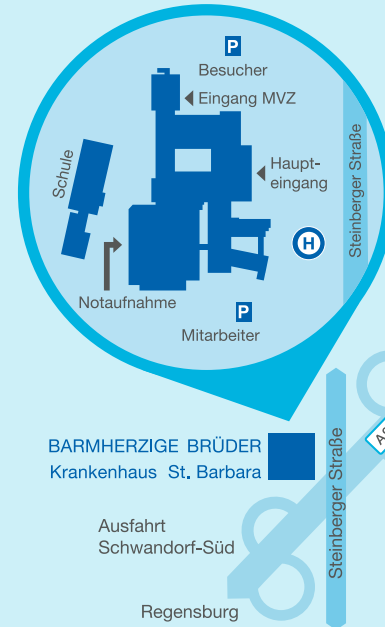 P
Besucher
Eingang MVZ
Haupt-
eingang
Steinberger Straße
Schule
H
Notaufnahme
P
Mitarbeiter
BARMHERZIGE BRÜDER
Krankenhaus St. Barbara
Steinberger Straße
Ausfahrt
Schwandorf-Süd
Regensburg